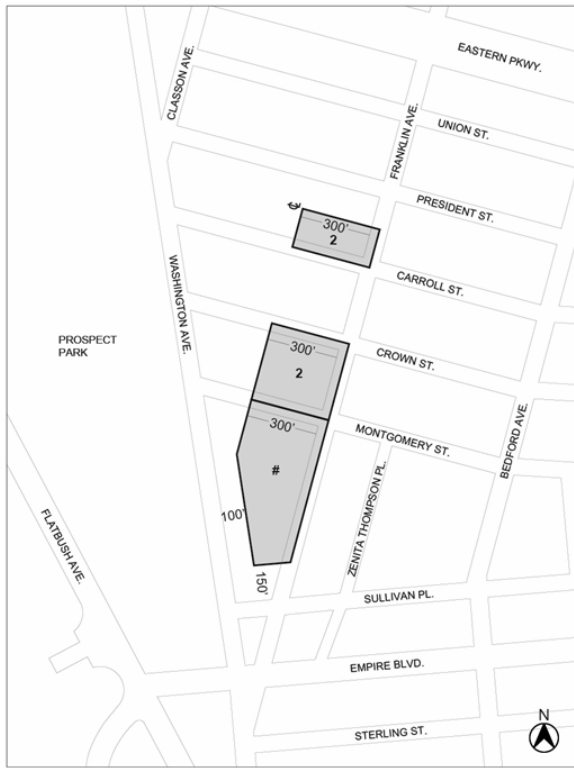 EASTERN PKWY.
CLASSON AVE.
UNION ST.
FRANKLIN AVE.
PRESIDENT ST.
℄
300'
2
CARROLL ST.
WASHINGTON AVE.
PROSPECT
PARK
300'
2
CROWN ST.
300'
#
MONTGOMERY ST.
BEDFORD AVE.
100'
ZENITA THOMPSON PL.
FLATBUSH AVE.
150'
SULLIVAN PL.
EMPIRE BLVD.
STERLING ST.
N